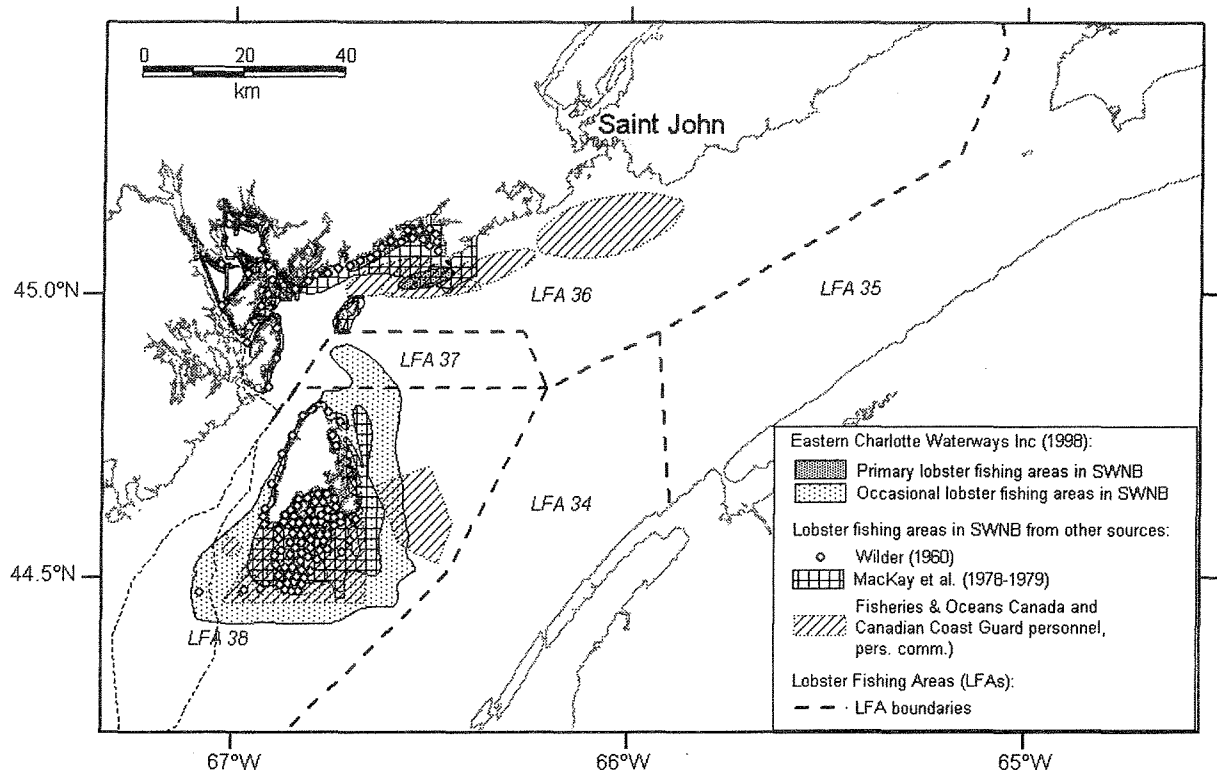 0 20 40
km
Saint John
45.0°N
LFA 36
LFA 35
LFA 37
LFA 34
44.5°N
LFA 38
Eastern Charlotte Waterways Inc (1998):
Primary lobster fishing areas in SWNB
Occasional lobster fishing areas in SWNB
Lobster fishing areas in SWNB from other sources:
Wilder (1960)
MacKay et al. (1978-1979)
Fisheries & Oceans Canada and
Canadian Coast Guard personnel,
pers. comm.)
Lobster Fishing Areas (LFAs):
LFA boundaries
67°W 66°W 65°W